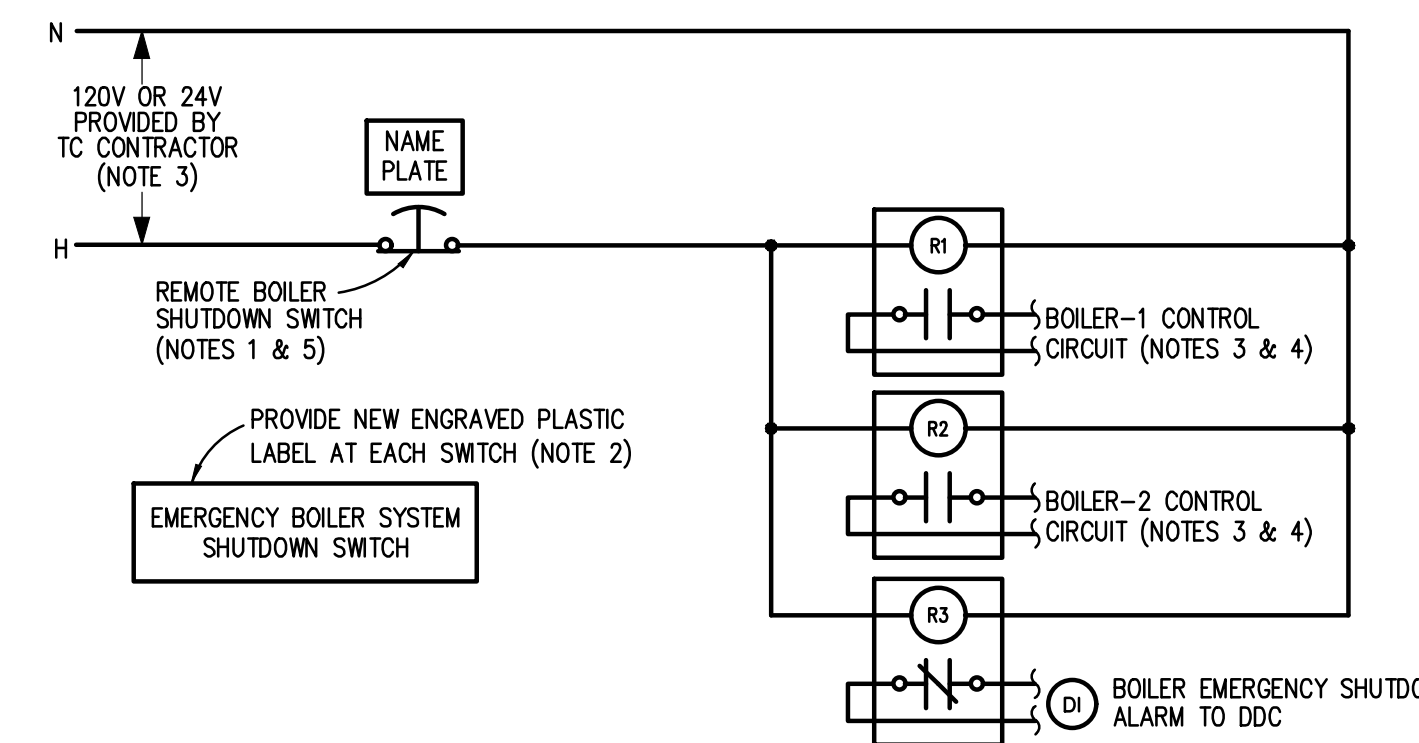 N
120V OR 24V
PROVIDED BY
TC CONTRACTOR
(NOTE 3)
H
NAME
PLATE
REMOTE BOILER
SHUTDOWN SWITCH
(NOTES 1 & 5)
PROVIDE NEW ENGRAVED PLASTIC
LABEL AT EACH SWITCH (NOTE 2)
EMERGENCY BOILER SYSTEM
SHUTDOWN SWITCH
R1
BOILER-1 CONTROL
CIRCUIT (NOTES 3 & 4)
R2
BOILER-2 CONTROL
CIRCUIT (NOTES 3 & 4)
R3
DI
BOILER EMERGENCY
ALARM TO DDC